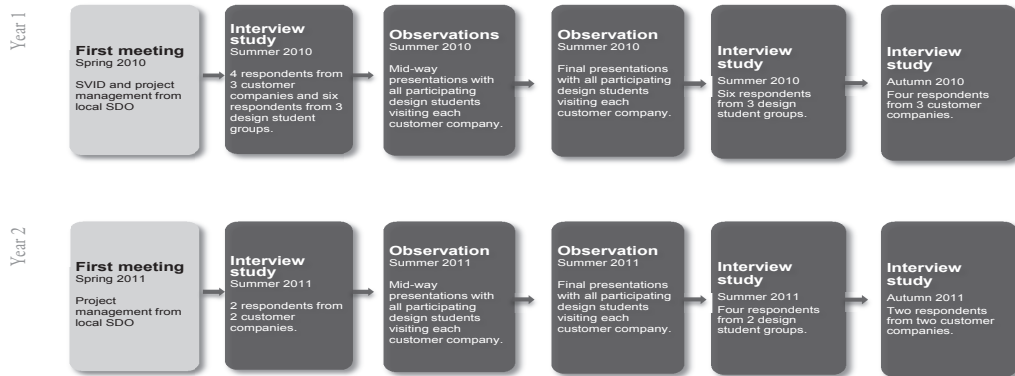 Year 1
First meeting
Spring 2010
SVID and project
management from
local SDO
Interview
study
Summer 2010
4 respondents from
3 customer
companies and six
respondents from 3
design student
groups.
Observations
Summer 2010
Mid-way
presentations with
all participating
design students
visiting each
customer company.
Observation
Summer 2010
Final presentations
with all participating
design students
visiting each
customer company.
Interview
study
Summer 2010
Six respondents
from 3 design
student groups.
Interview
study
Autumn 2010
Four respondents
from 3 customer
companies.
Year 2
First meeting
Spring 2011
Project
management from
local SDO
Interview
study
Summer 2011
2 respondents from
2 customer
companies.
Observation
Summer 2011
Mid-way
presentations with
all participating
design students
visiting each
customer company.
Observation
Summer 2011
Final presentations
with all participating
design students
visiting each
customer company.
Interview
study
Summer 2011
Four respondents
from 2 design
student groups.
Interview
study
Autumn 2011
Two respondents
from two customer
companies.